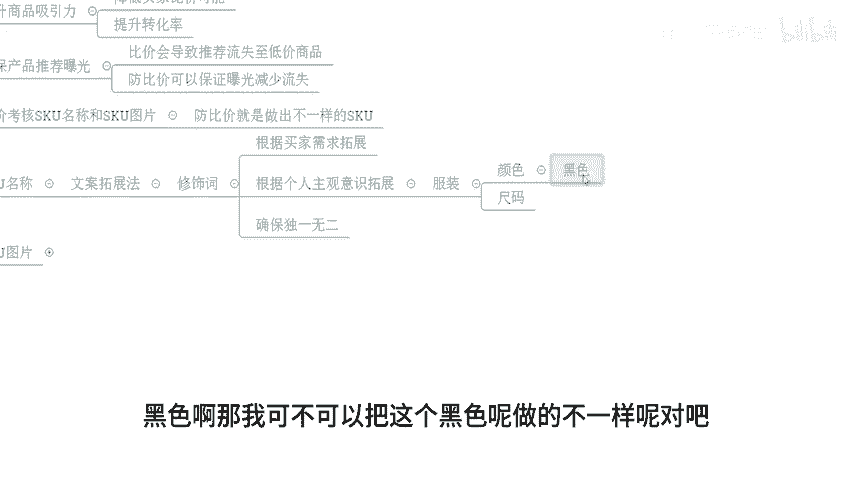 升商品吸引力
提升转化率
保产品推荐曝光
比价会导致推荐流失至低价商品
防比价可以保证曝光减少流失
价考核SKU名称和SKU图片
防比价就是做出不一样的SKU
根据买家需求拓展
U名称
文案拓展法
修饰词
根据个人主观意识拓展
服装
颜色
黑色
尺码
确保独一无二
U图片
黑色啊那我可不可以把这个黑色呢做的不一样呢对吧